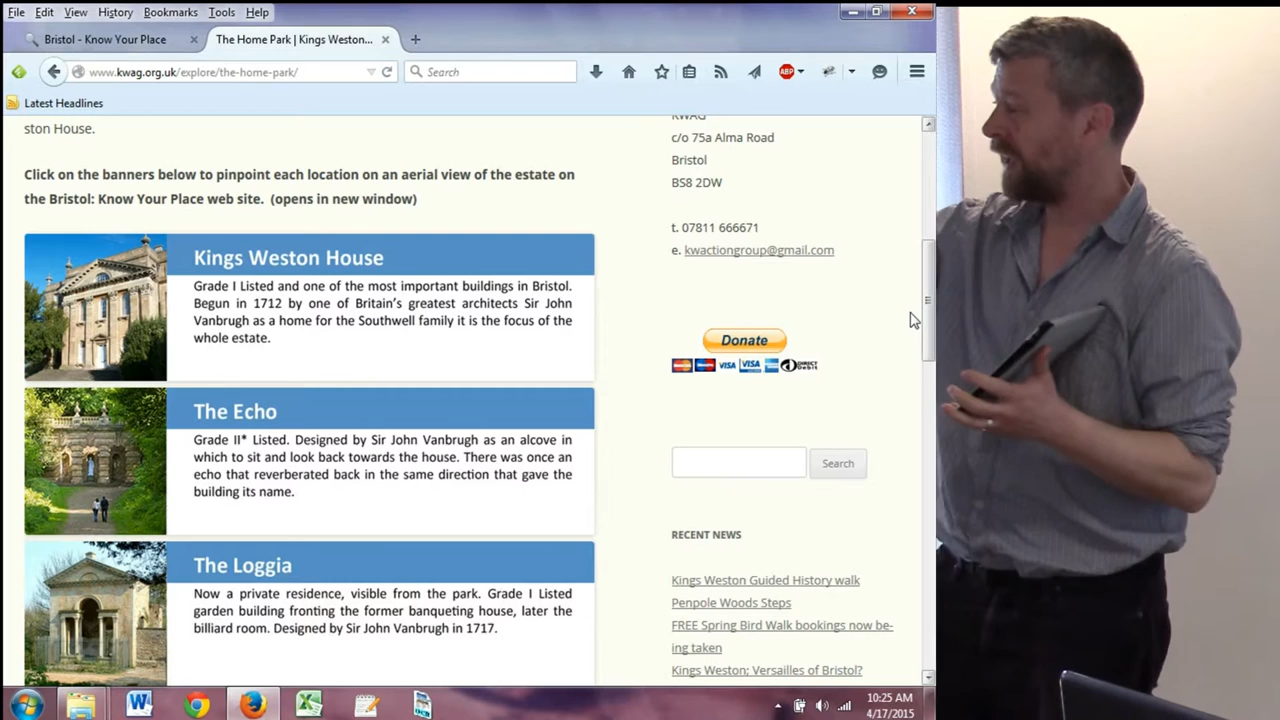 File Edit View History Bookmarks Tools Help
Bristol - Know Your Place
The Home Park | Kings Weston...
www.kwag.org.uk/explore/the-home-park/
Search
ABP
Latest Headlines
ston House.
Click on the banners below to pinpoint each location on an aerial view of the estate on
the Bristol: Know Your Place web site. (opens in new window)
Kings Weston House
Grade I Listed and one of the most important buildings in Bristol.
Begun in 1712 by one of Britain's greatest architects Sir John
Vanbrugh as a home for the Southwell family it is the focus of the
whole estate.
The Echo
Grade II* Listed. Designed by Sir John Vanbrugh as an alcove in
which to sit and look back towards the house. There was once an
echo that reverberated back in the same direction that gave the
building its name.
The Loggia
Now a private residence, visible from the park. Grade I Listed
garden building fronting the former banqueting house, later the
billiard room. Designed by Sir John Vanbrugh in 1717.
KWAG
c/o 75a Alma Road
Bristol
BS8 2DW
t. 07811 666671
e. kwactiongroup@gmail.com
Donate
VISA VISA DIRECT Debit
Search
RECENT NEWS
Kings Weston Guided History walk
Penpole Woods Steps
FREE Spring Bird Walk bookings now be-
ing taken
Kings Weston; Versailles of Bristol?
10:25 AM
4/17/2015